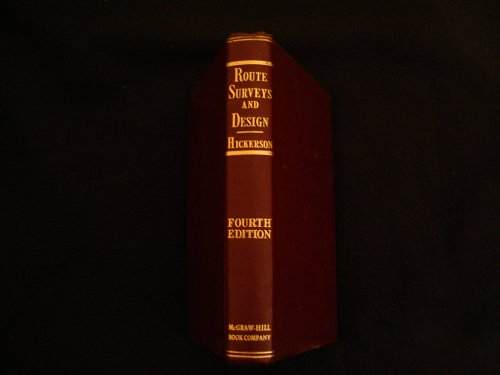 ROUTE
SURVEYS
AND
DESIGN
HICKERSON
FOURTH
EDITION
MCGRAW-HILL
BOOK COMPANY